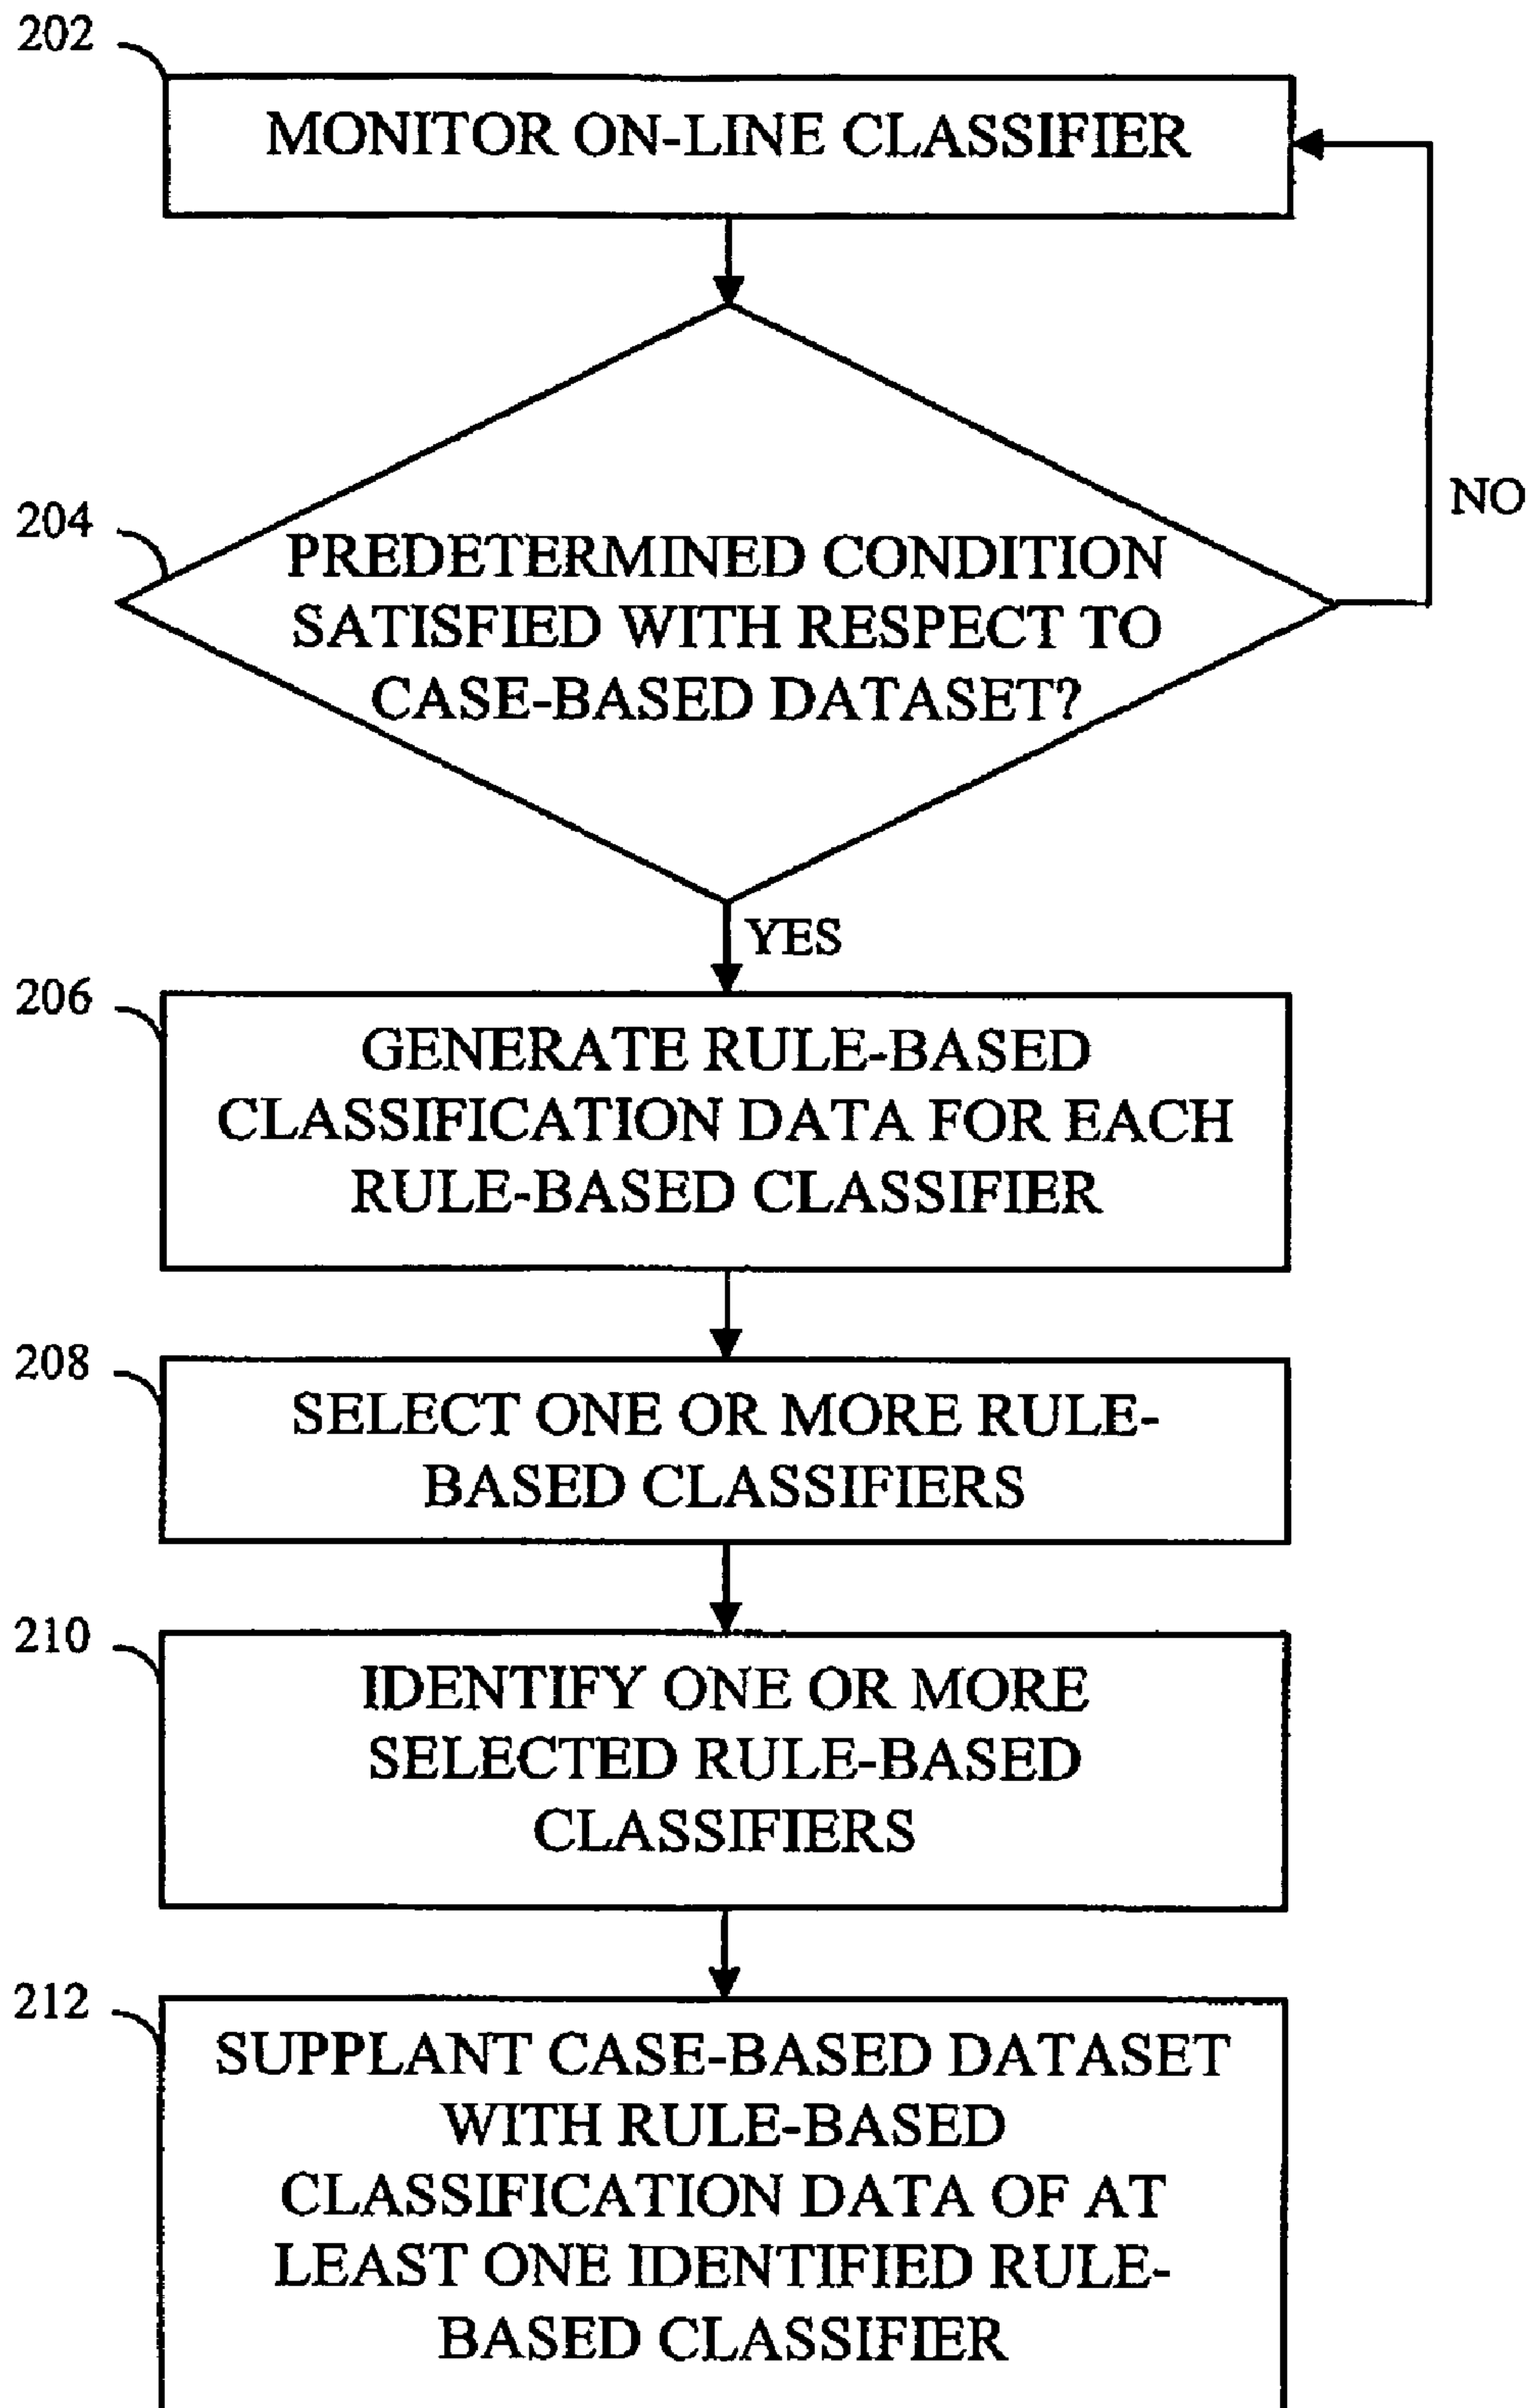 202
MONITOR ON-LINE CLASSIFIER
204
NO
PREDETERMINED CONDITION
SATISFIED WITH RESPECT TO
CASE-BASED DATASET?
YES
206
GENERATE RULE-BASED
CLASSIFICATION DATA FOR EACH
RULE-BASED CLASSIFIER
208
SELECT ONE OR MORE RULE-
BASED CLASSIFIERS
210
IDENTIFY ONE OR MORE
SELECTED RULE-BASED
CLASSIFIERS
212
SUPPLANT CASE-BASED DATASET
WITH RULE-BASED
CLASSIFICATION DATA OF AT
LEAST ONE IDENTIFIED RULE-
BASED CLASSIFIER